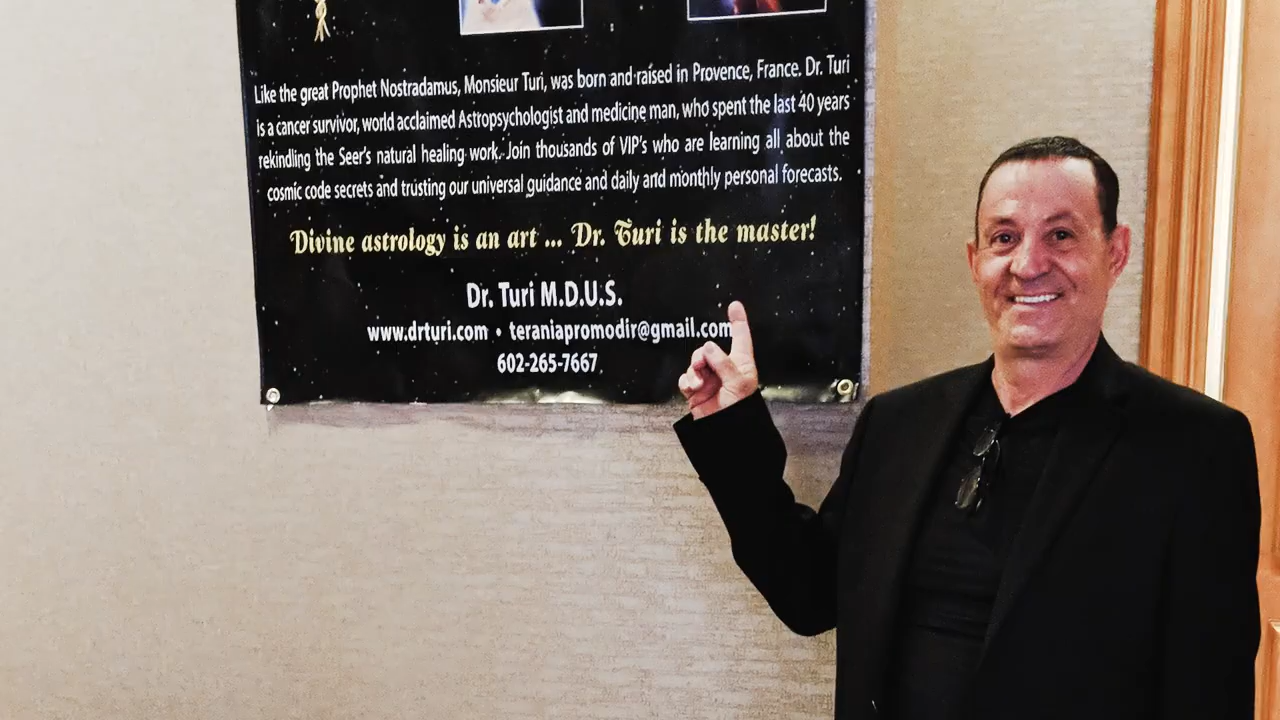 Like the great Prophet Nostradamus, Monsieur Turi, was born and raised in Provence, France. Dr. Turi
is a cancer survivor, world acclaimed Astropsychologist and medicine man, who spent the last 40 years
rekindling the Seer's natural healing work. Join thousands of VIP's who are learning all about the
cosmic code secrets and trusting our universal guidance and daily and monthly personal forecasts.
Divine astrology is an art ... Dr. Turi is the master!
Dr. Turi M.D.U.S.
www.drturi.com • teraniapromodir@gmail.com
602-265-7667